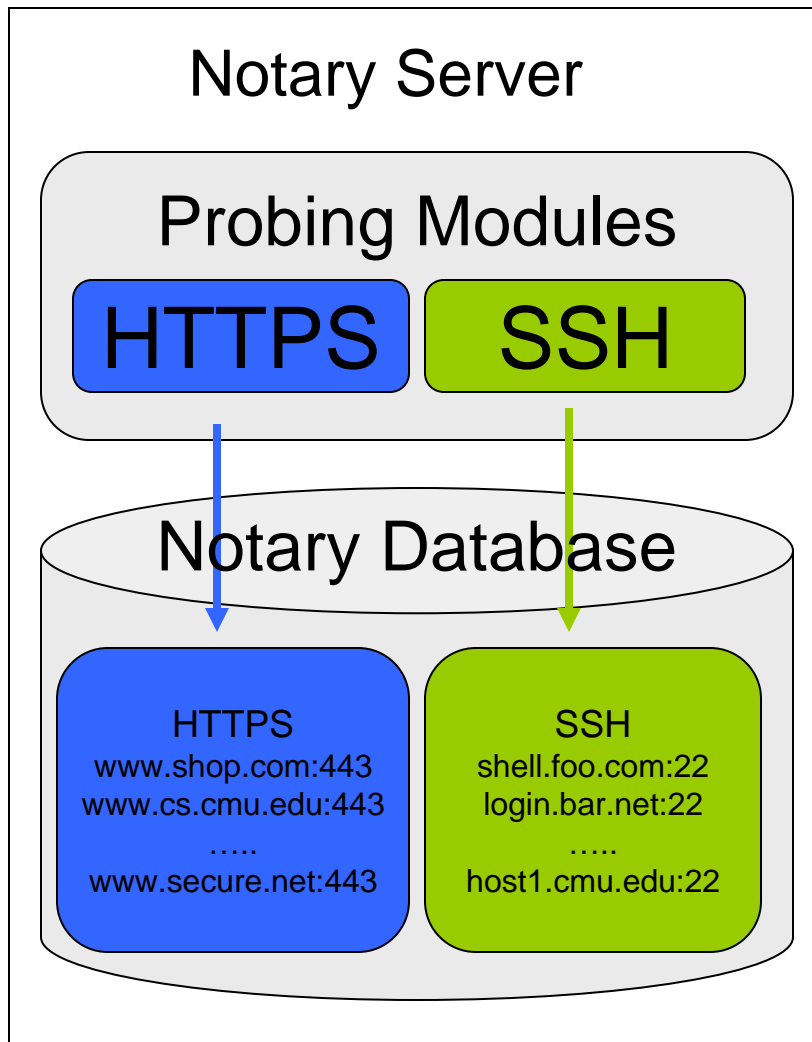 Notary Server
Probing Modules
HTTPS
SSH
Notary Database
HTTPS
www.shop.com:443
www.cs.cmu.edu:443
…..
www.secure.net:443
SSH
shell.foo.com:22
login.bar.net:22
…..
host1.cmu.edu:22